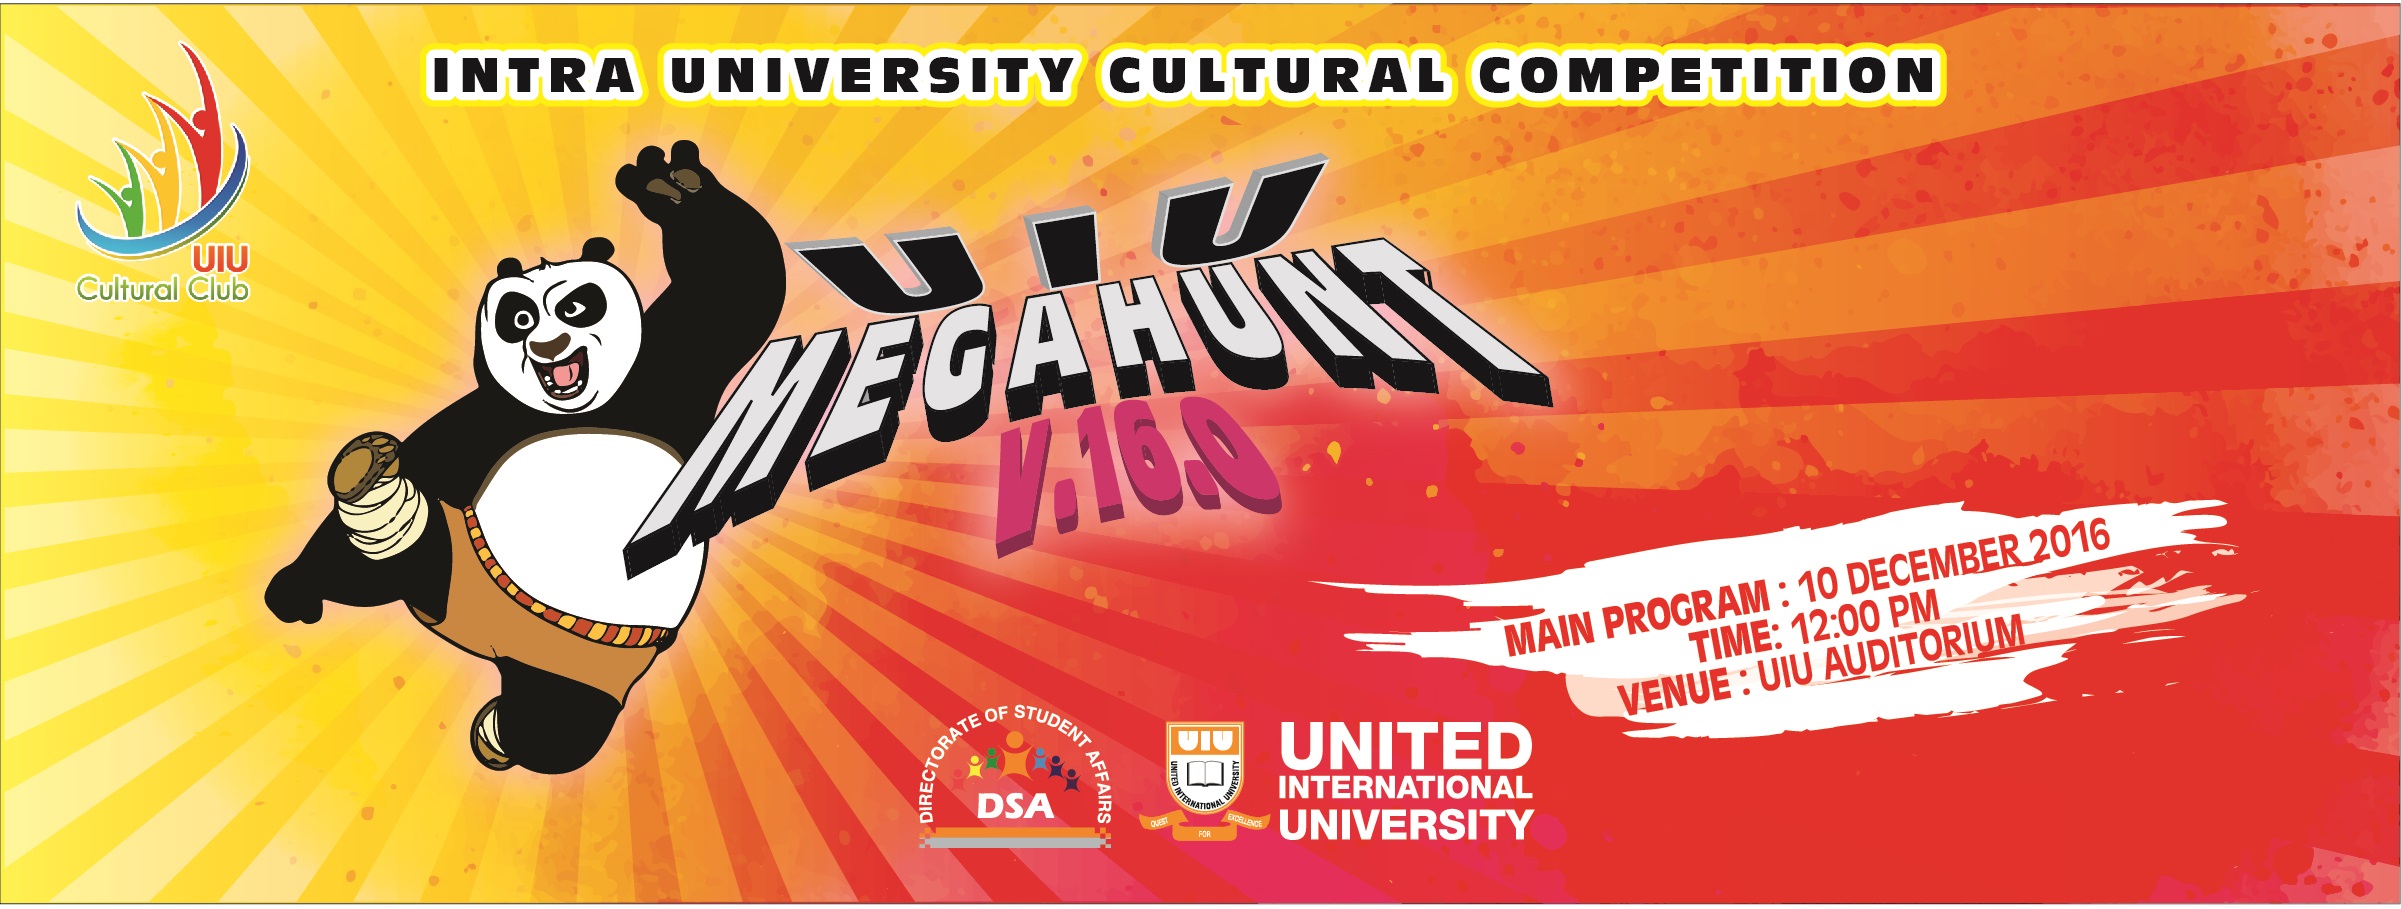 INTRA UNIVERSITY CULTURAL COMPETITION
UIU
Cultural Club
UIU
MEGAHUNT
V.16.0
MAIN PROGRAM : 10 DECEMBER 2016
TIME: 12:00 PM
VENUE : UIU AUDITORIUM
DIRECTORATE OF STUDENT AFFAIRS
DSA
UIU
UNITED INTERNATIONAL UNIVERSITY
QUEST FOR EXCELLENCE
UNITED
INTERNATIONAL
UNIVERSITY